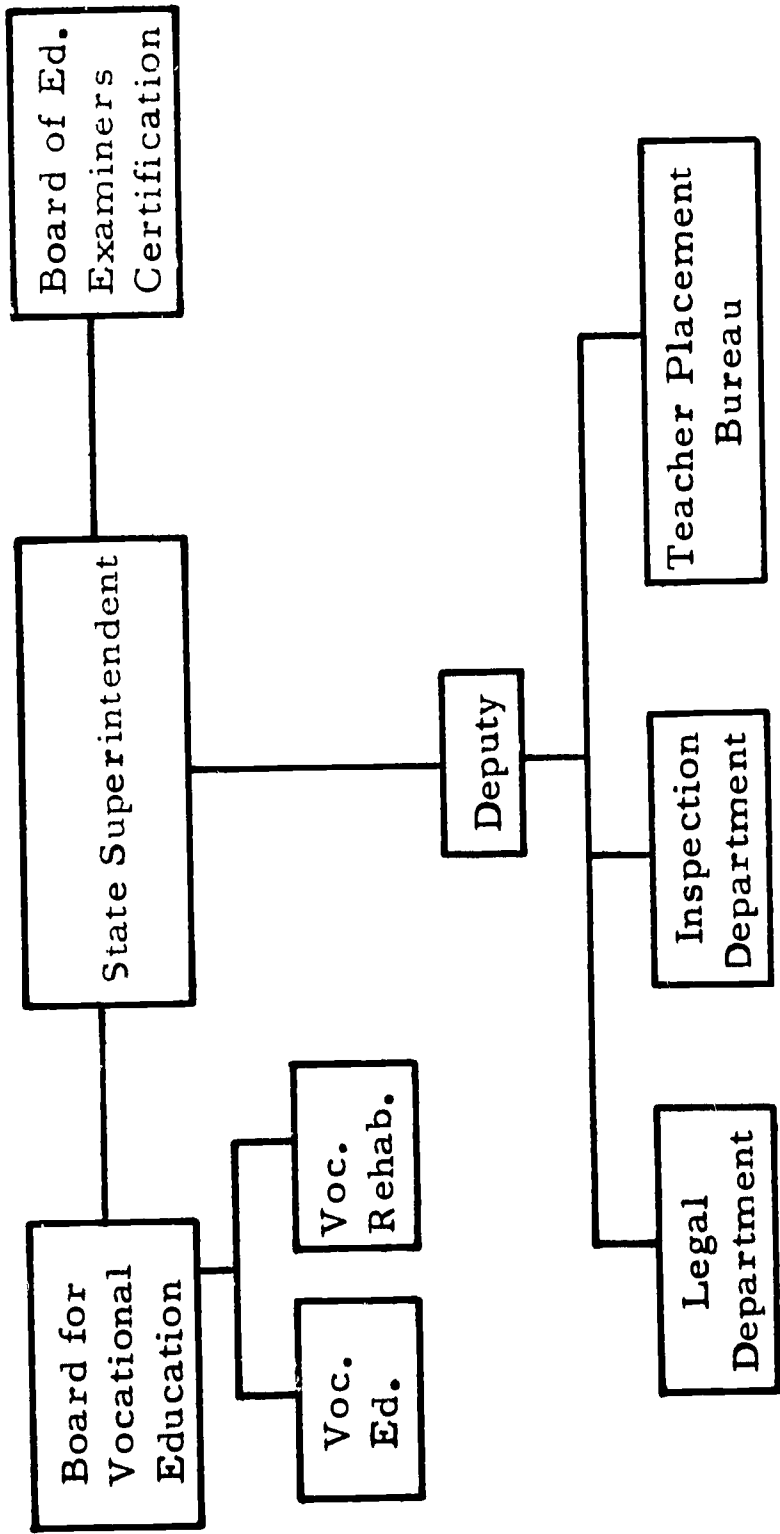 Board for
Vocational
Education
State Superintendent
Board of Ed.
Examiners
Certification
Voc.
Ed.
Voc.
Rehab.
Deputy
Legal
Department
Inspection
Department
Teacher Placement
Bureau